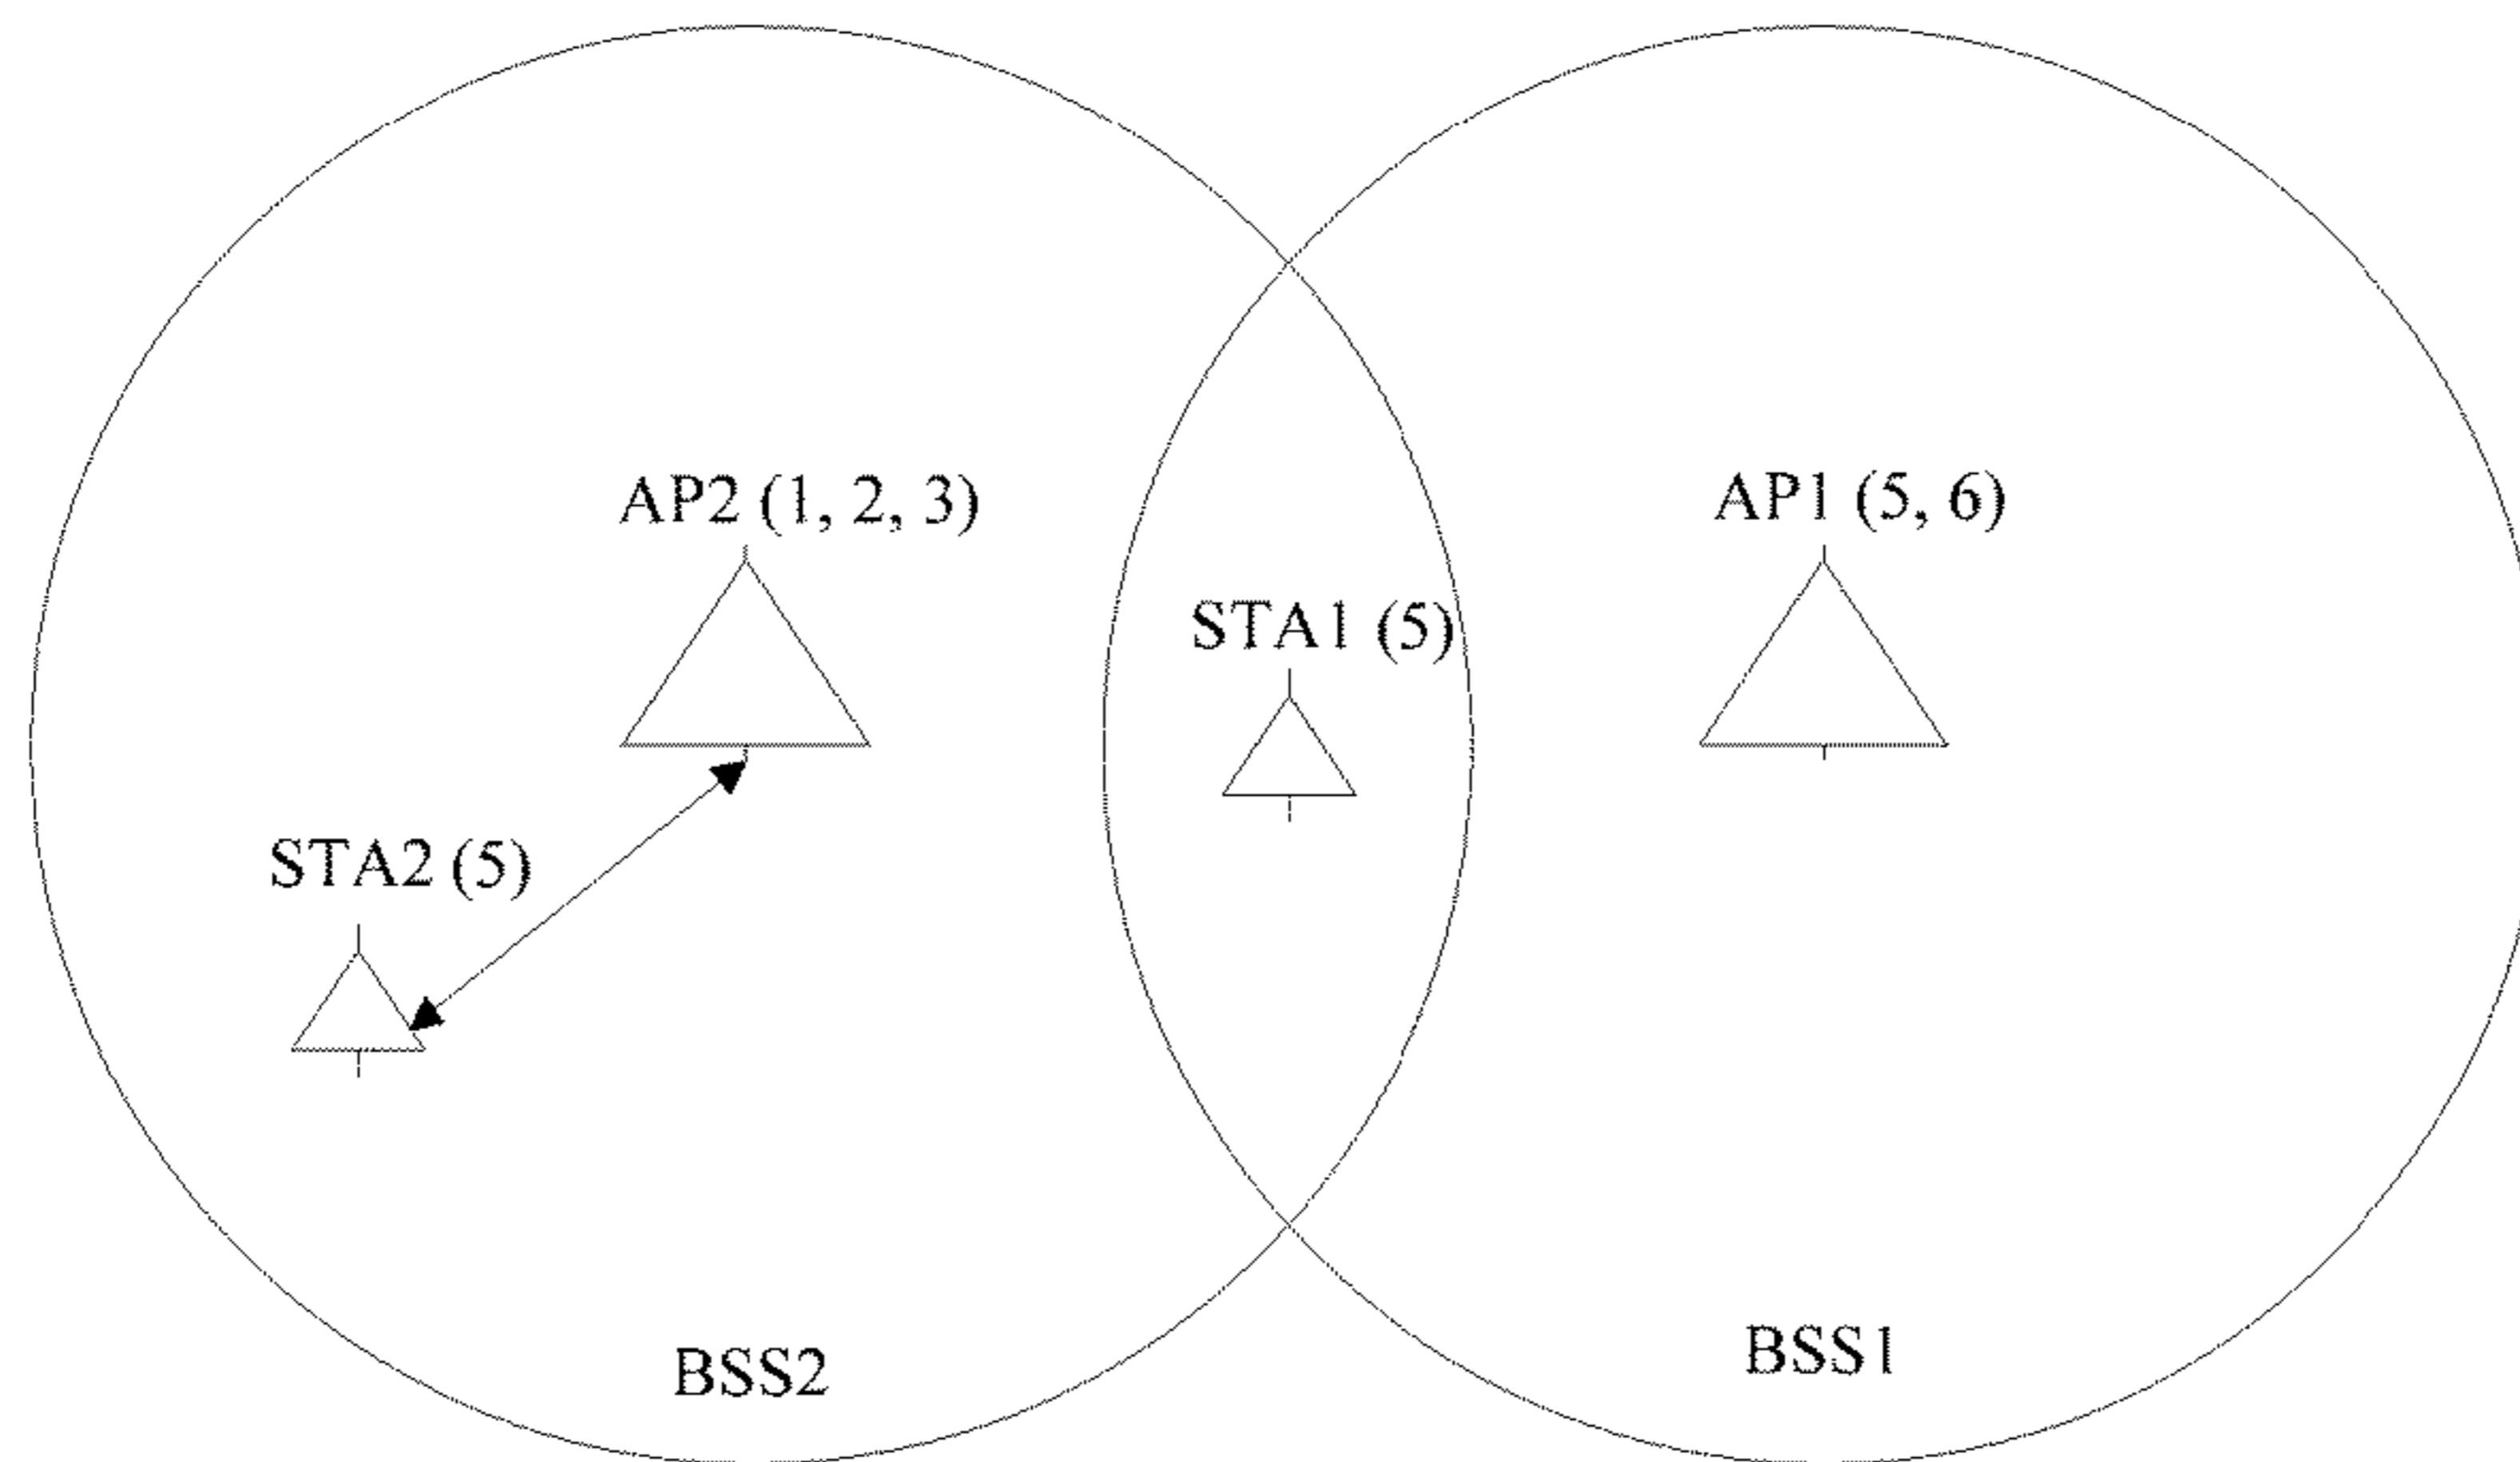 AP2 (1, 2, 3)
AP1 (5, 6)
STA1 (5)
STA2 (5)
BSS2
BSS1